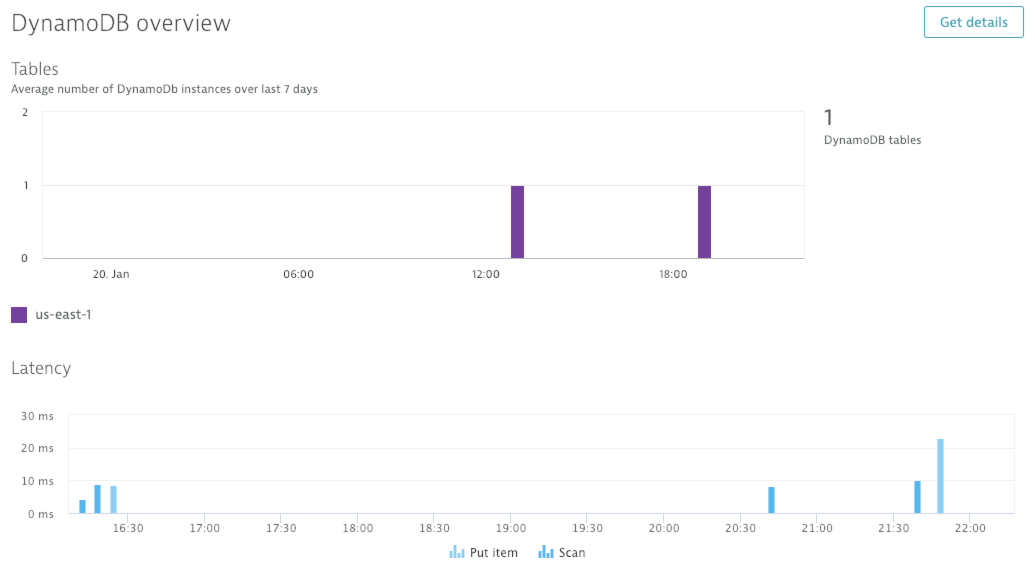 DynamoDB overview
Get details
Tables
Average number of DynamoDb instances over last 7 days
2
1
0
20. Jan 06:00 12:00 18:00
1
DynamoDB tables
us-east-1
Latency
30 ms
20 ms
10 ms
0 ms
16:30 17:00 17:30 18:00 18:30 19:00 19:30 20:00 20:30 21:00 21:30 22:00
Put item Scan